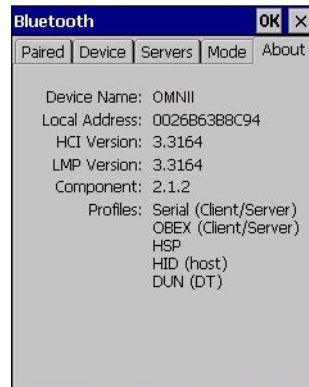 Bluetooth OK ×
Paired Device Servers Mode About
Device Name: OMNII
Local Address: 0026B63B8C94
HCI Version: 3.3164
LMP Version: 3.3164
Component: 2.1.2
Profiles: Serial (Client/Server)
OBEX (Client/Server)
HSP
HID (host)
DUN (DT)